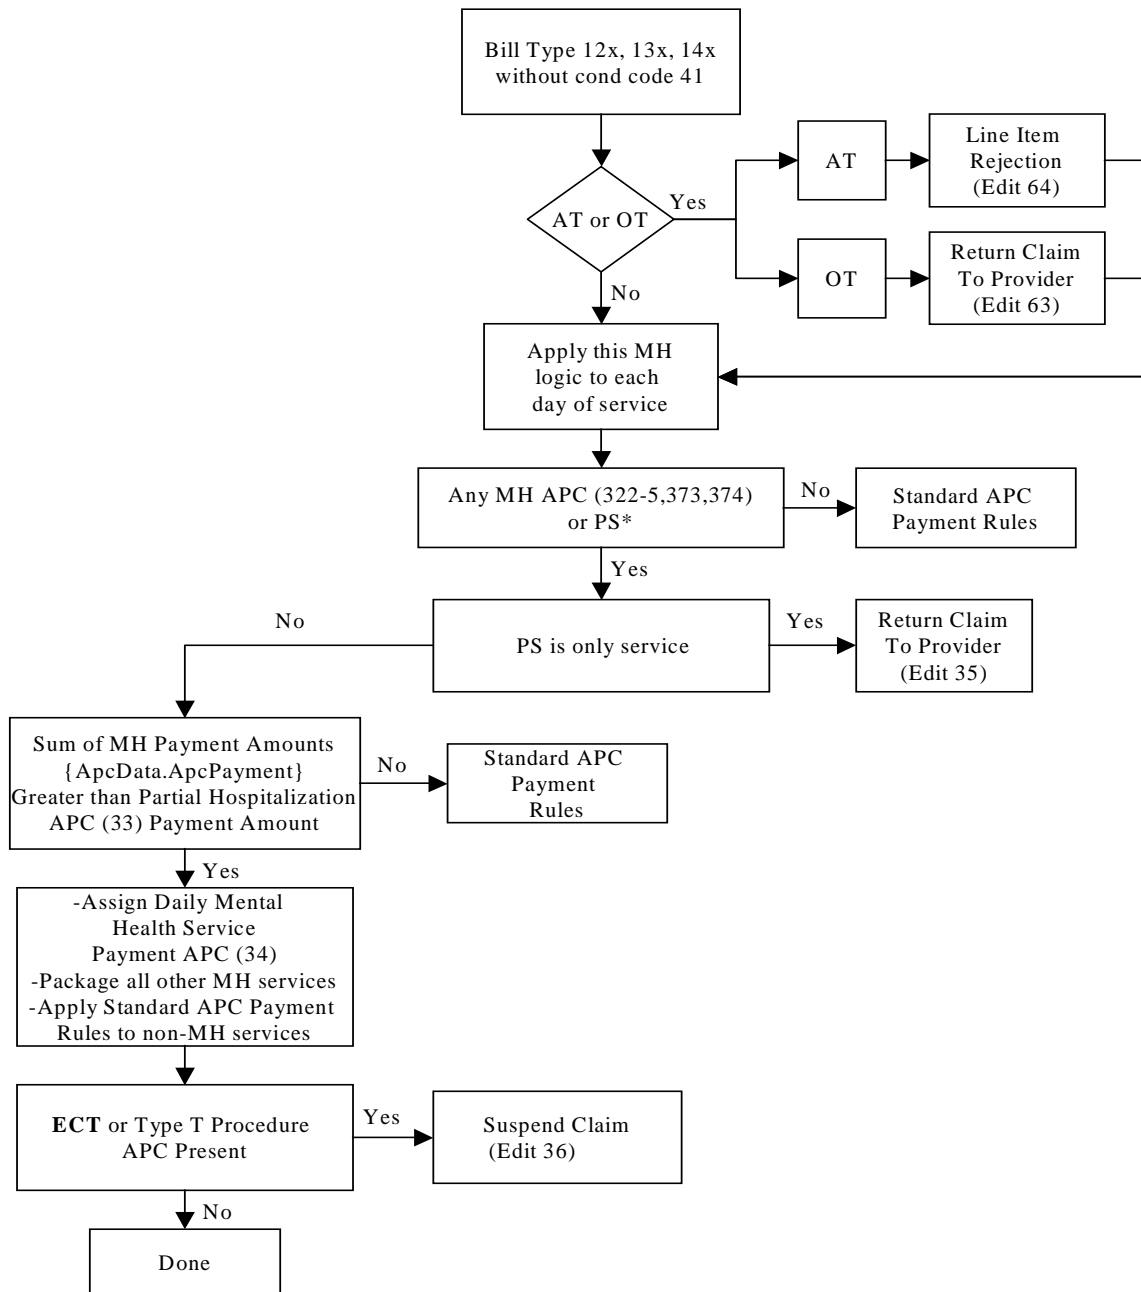 Bill Type 12x, 13x, 14x
without cond code 41
AT or OT
Yes
AT
Line Item
Rejection
(Edit 64)
OT
Return Claim
To Provider
(Edit 63)
No
Apply this MH
logic to each
day of service
Any MH APC (322-5,373,374)
or PS*
No
Standard APC
Payment Rules
Yes
PS is only service
Yes
Return Claim
To Provider
(Edit 35)
No
Sum of MH Payment Amounts
{ApcData.ApcPayment}
Greater than Partial Hospitalization
APC (33) Payment Amount
No
Standard APC
Payment
Rules
Yes
-Assign Daily Mental
Health Service
Payment APC (34)
-Package all other MH services
-Apply Standard APC Payment
Rules to non-MH services
ECT or Type T Procedure
APC Present
Yes
Suspend Claim
(Edit 36)
No
Done